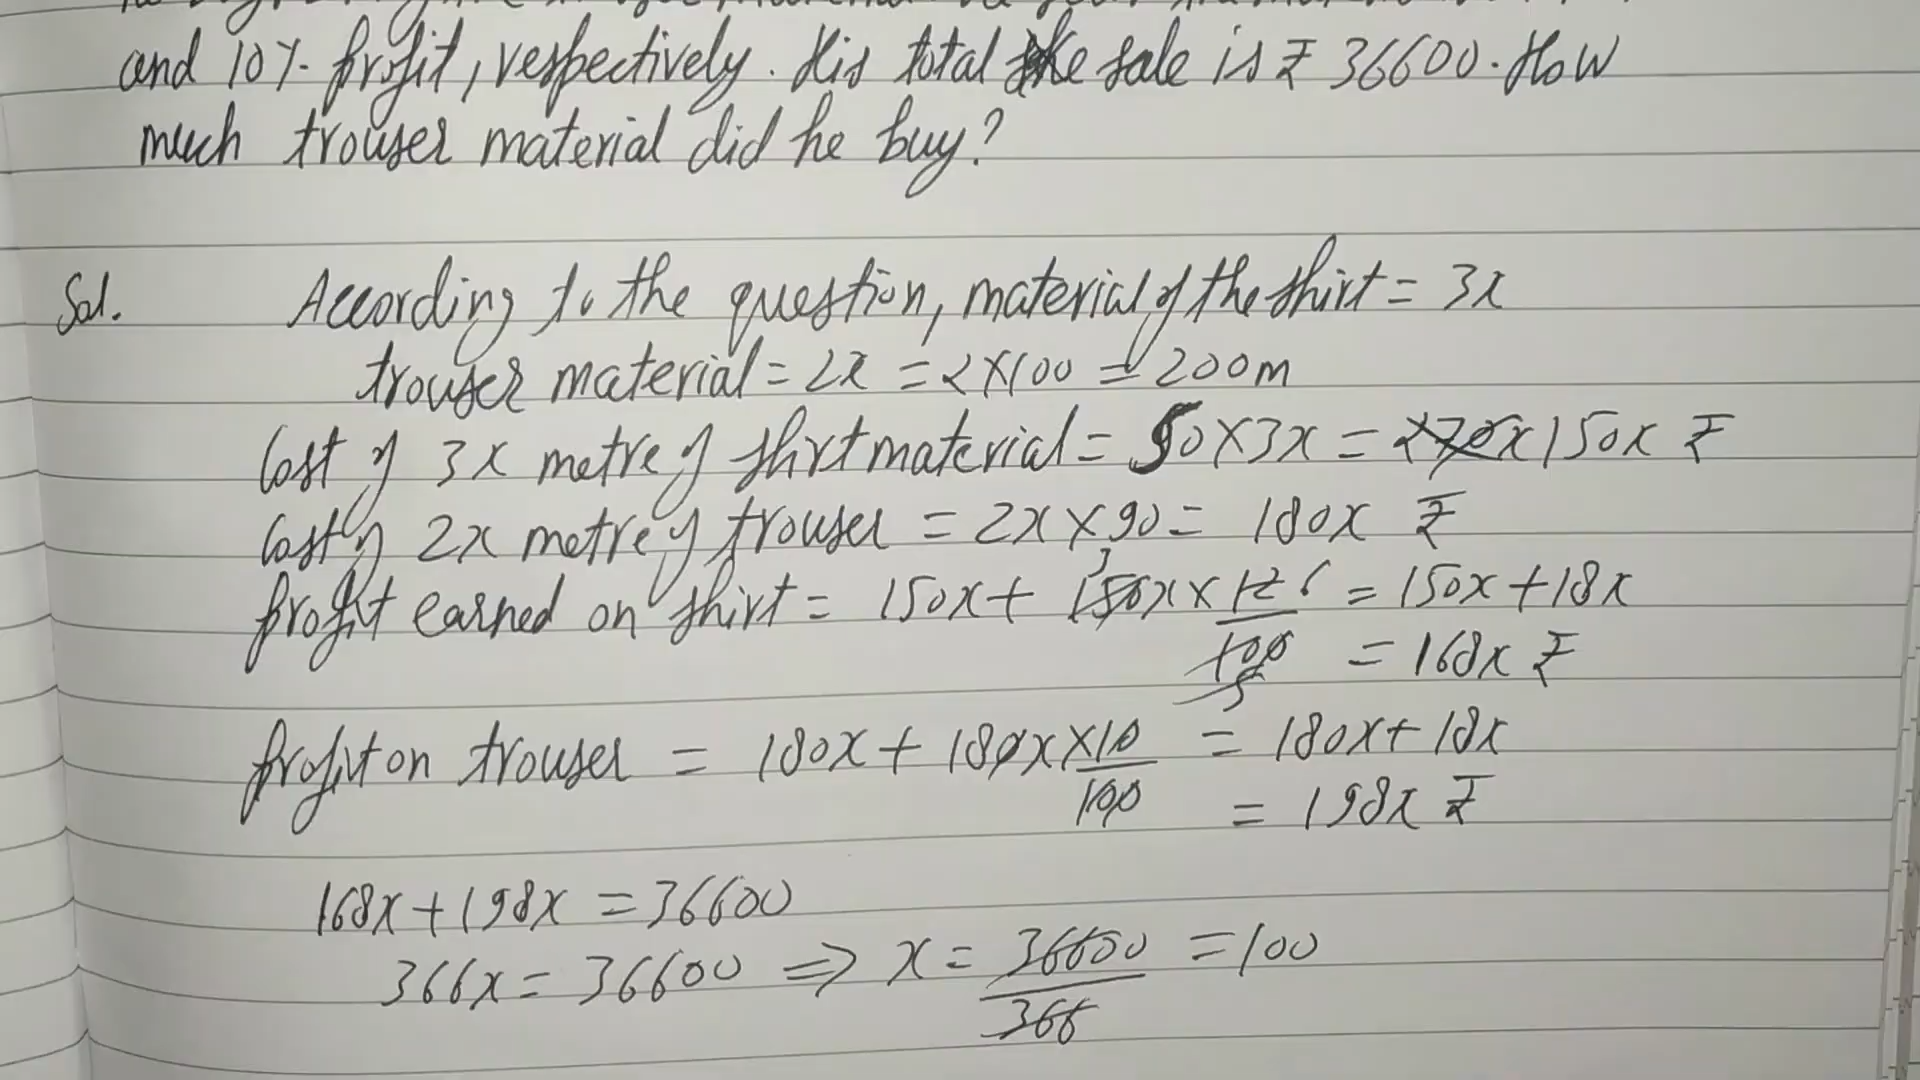 and 10% profit, respectively. His total sale is ₹ 36600. How
much trouser material did he buy?
Sol. According to the question, material of the shirt = 3x
trouser material = 2x = 2×100 = 200m
Cost of 3x metre of shirt material = 50×3x = 150x ₹
Cost of 2x metre of trouser = 2x×90 = 180x ₹
profit earned on shirt = 150x + 150x × 12/100 = 150x + 18x
= 168x ₹
profit on trouser = 180x + 180x × 10/100 = 180x + 18x
= 198x ₹
168x + 198x = 36600
366x = 36600 ⇒ x = 36600/366 = 100